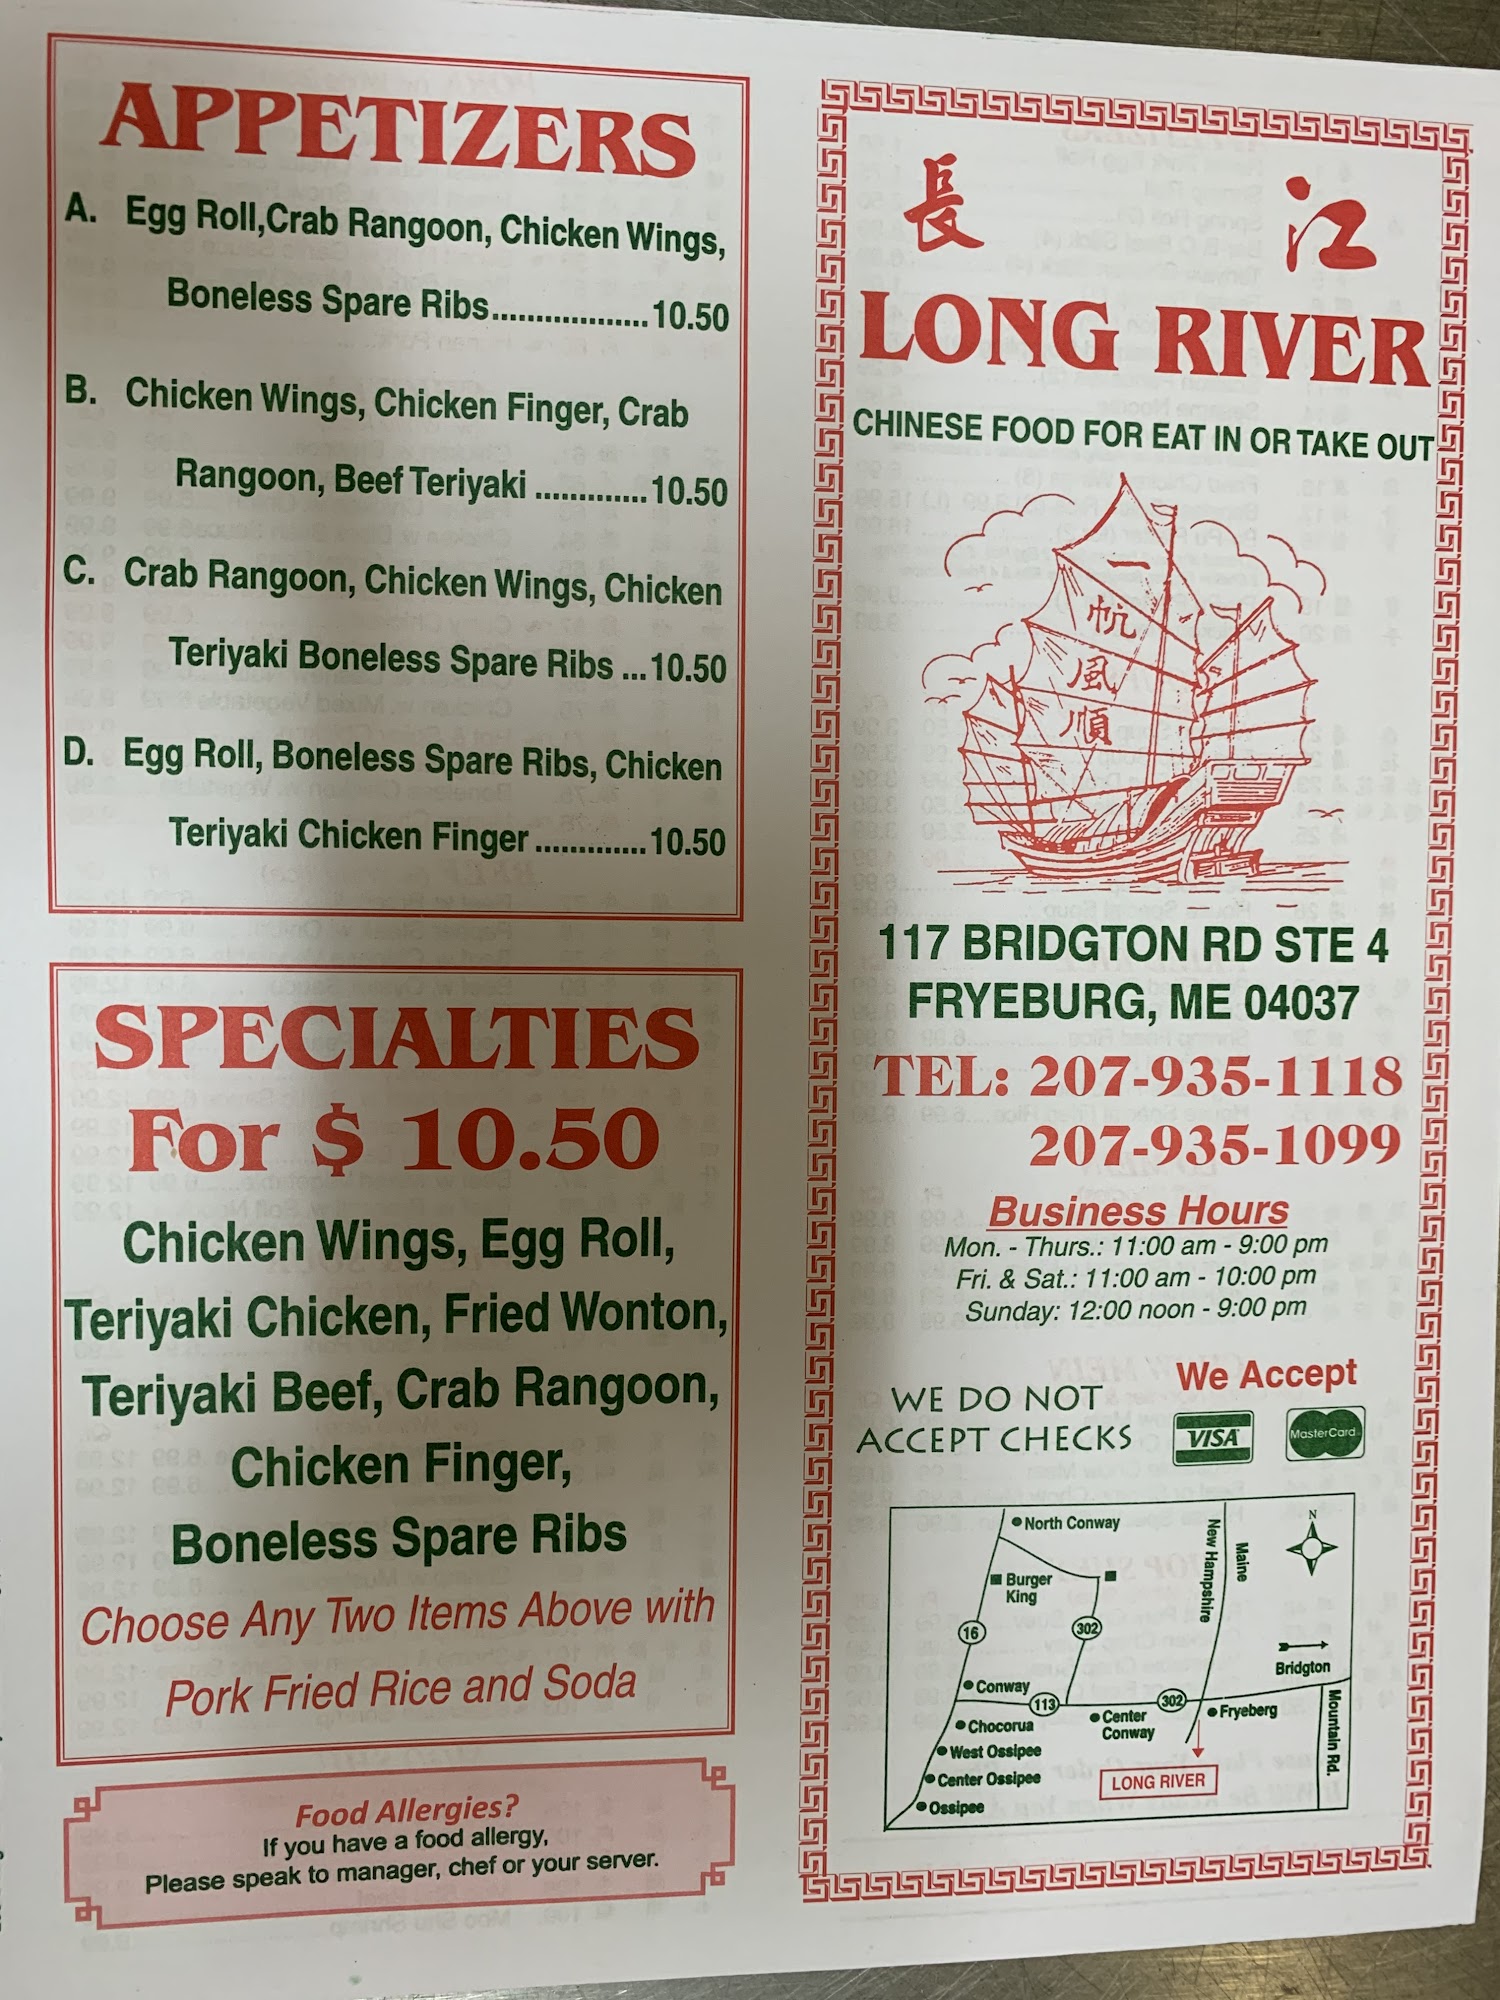 APPETIZERS
A. Egg Roll,Crab Rangoon, Chicken Wings,
Boneless Spare Ribs..................10.50
B. Chicken Wings, Chicken Finger, Crab
Rangoon, Beef Teriyaki .............10.50
C. Crab Rangoon, Chicken Wings, Chicken
Teriyaki Boneless Spare Ribs ...10.50
D. Egg Roll, Boneless Spare Ribs, Chicken
Teriyaki Chicken Finger.............10.50
SPECIALTIES
For $ 10.50
Chicken Wings, Egg Roll,
Teriyaki Chicken, Fried Wonton,
Teriyaki Beef, Crab Rangoon,
Chicken Finger,
Boneless Spare Ribs
Choose Any Two Items Above with
Pork Fried Rice and Soda
Food Allergies?
If you have a food allergy,
Please speak to manager, chef or your server.
長 江
LONG RIVER
CHINESE FOOD FOR EAT IN OR TAKE OUT
一
帆
風
順
117 BRIDGTON RD STE 4
FRYEBURG, ME 04037
TEL: 207-935-1118
207-935-1099
Business Hours
Mon. - Thurs.: 11:00 am - 9:00 pm
Fri. & Sat.: 11:00 am - 10:00 pm
Sunday: 12:00 noon - 9:00 pm
WE DO NOT
ACCEPT CHECKS
We Accept
VISA
MasterCard
North Conway
Burger
King
16
302
New Hampshire
Maine
N
Bridgton
Conway
113
302
Center
Conway
Fryeberg
Mountain Rd.
Chocorua
West Ossipee
Center Ossipee
Ossipee
LONG RIVER